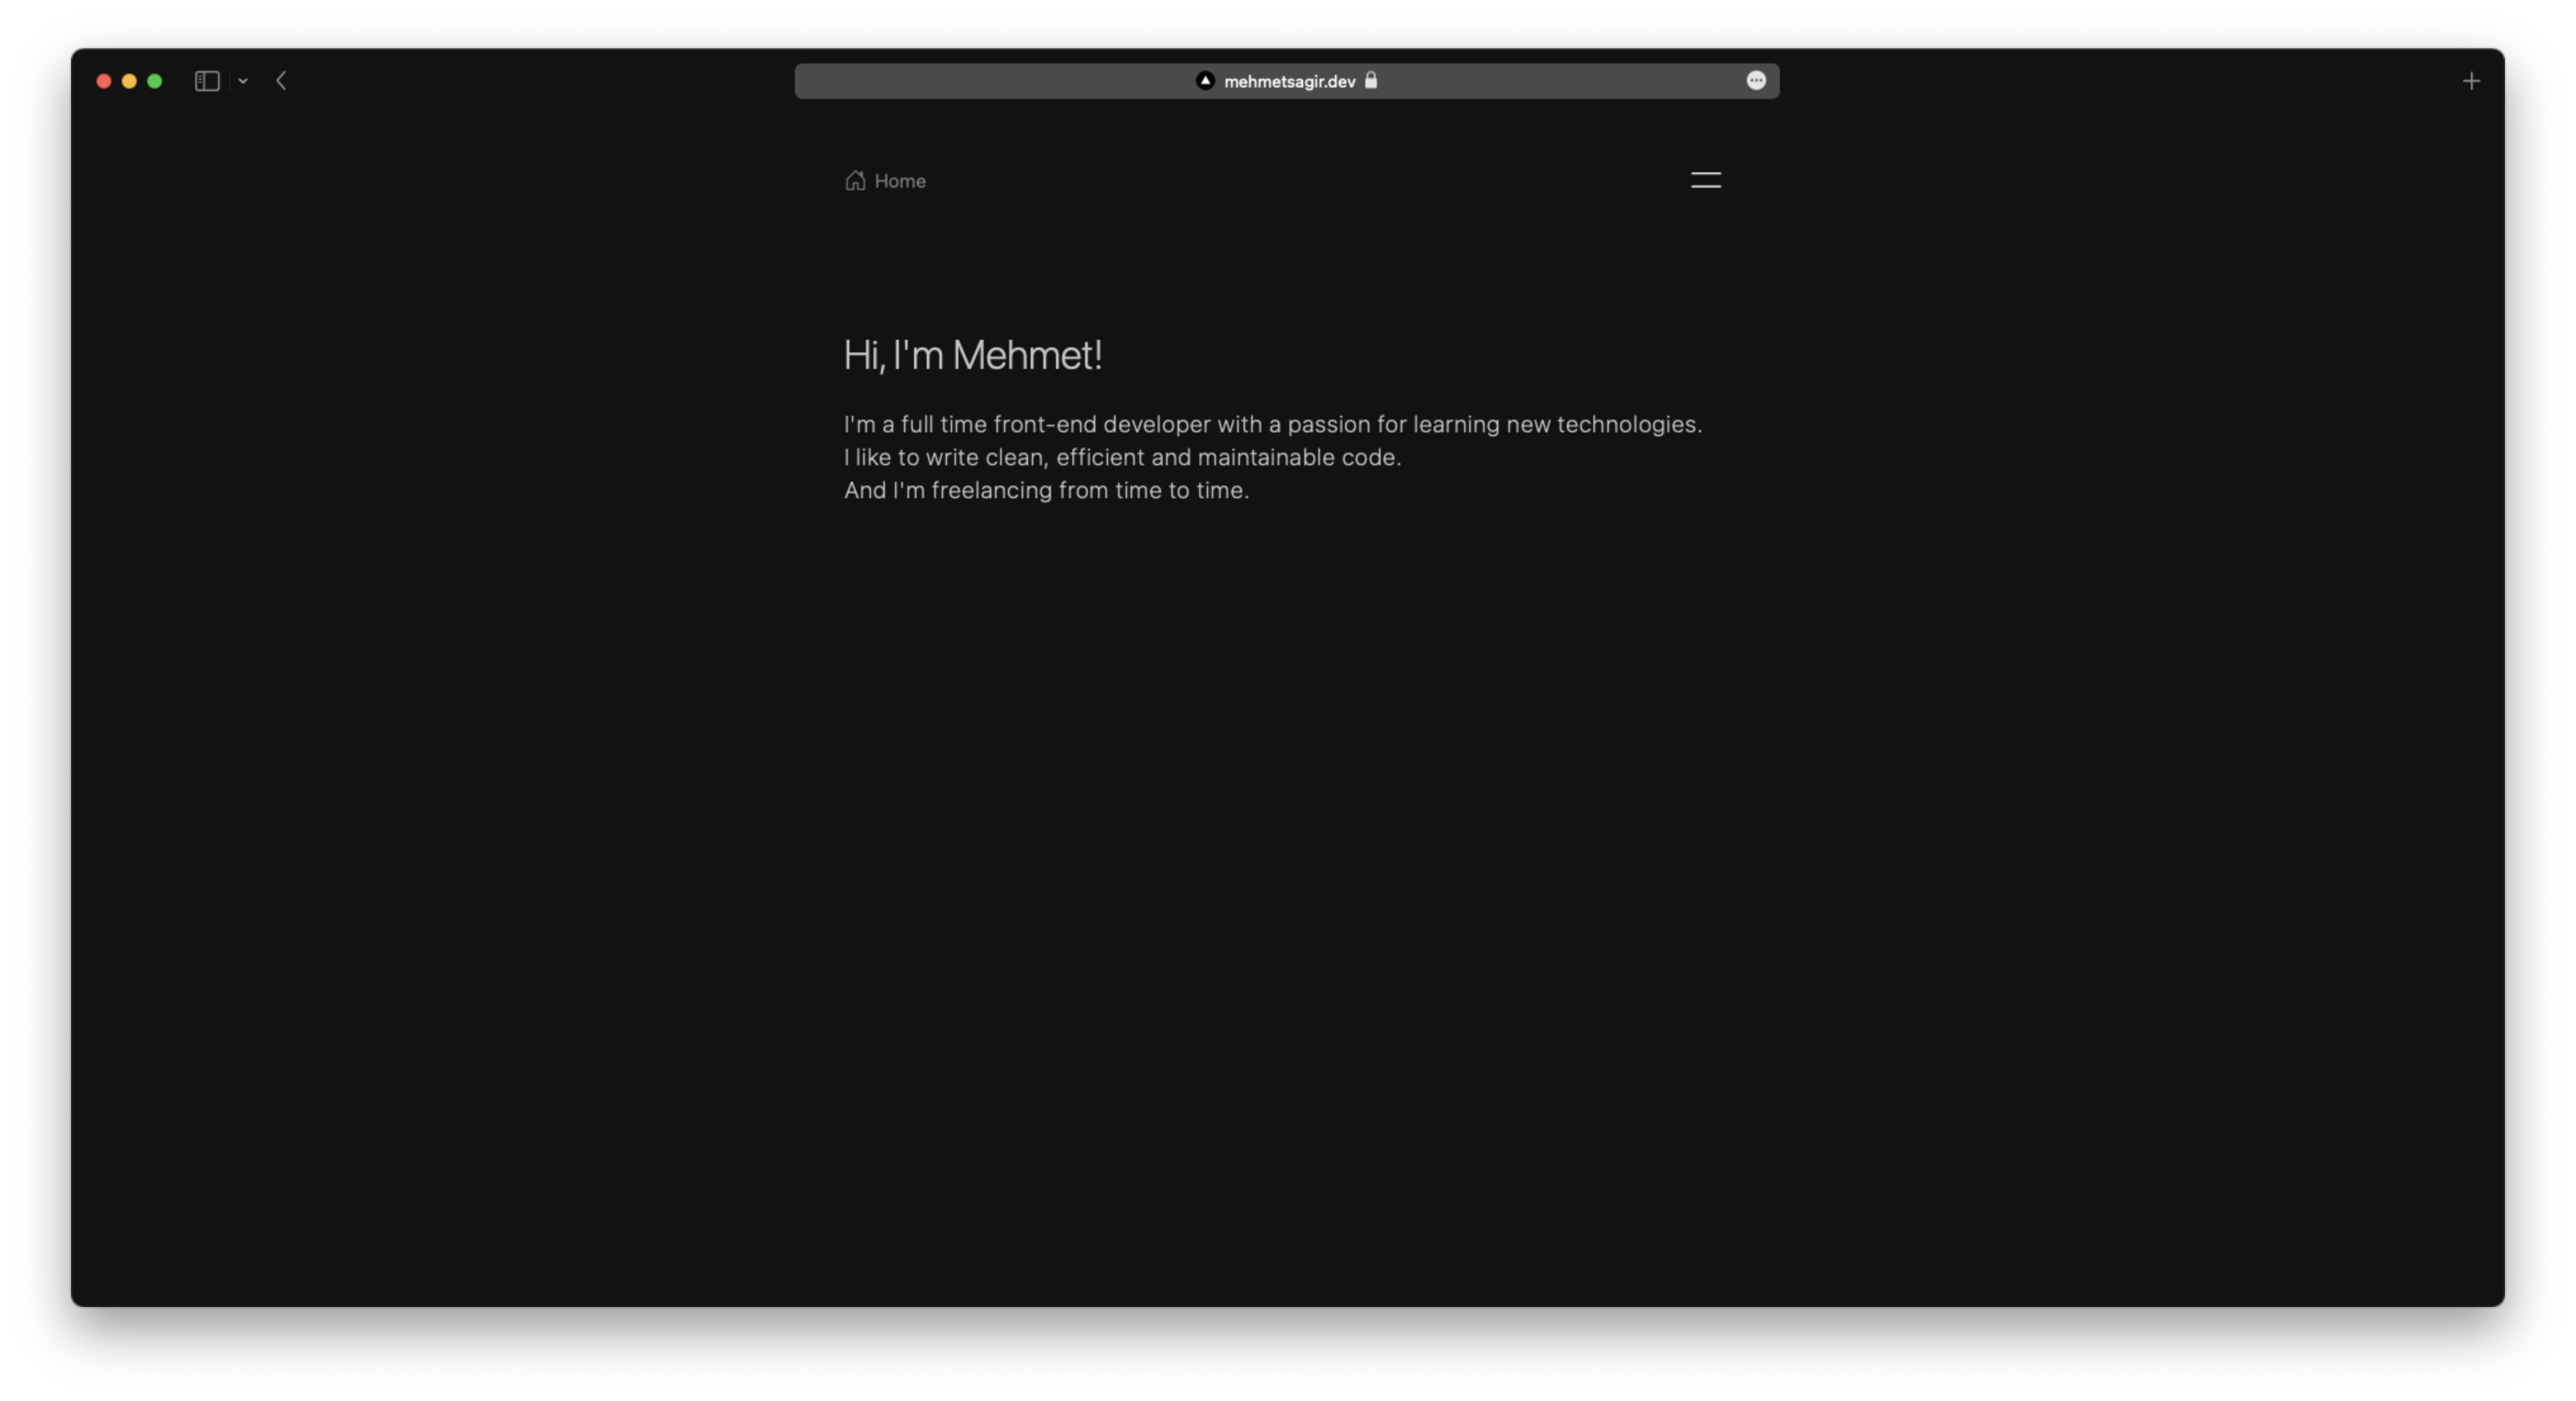 mehmetsagir.dev
Home
Hi, I'm Mehmet!
I'm a full time front-end developer with a passion for learning new technologies.
I like to write clean, efficient and maintainable code.
And I'm freelancing from time to time.